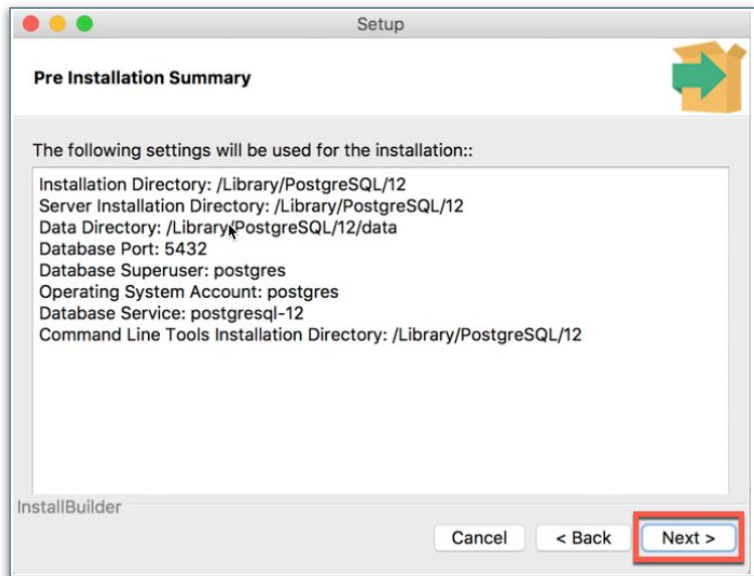 Setup
Pre Installation Summary
The following settings will be used for the installation::
Installation Directory: /Library/PostgreSQL/12
Server Installation Directory: /Library/PostgreSQL/12
Data Directory: /Library/PostgreSQL/12/data
Database Port: 5432
Database Superuser: postgres
Operating System Account: postgres
Database Service: postgresql-12
Command Line Tools Installation Directory: /Library/PostgreSQL/12
InstallBuilder
Cancel < Back Next >